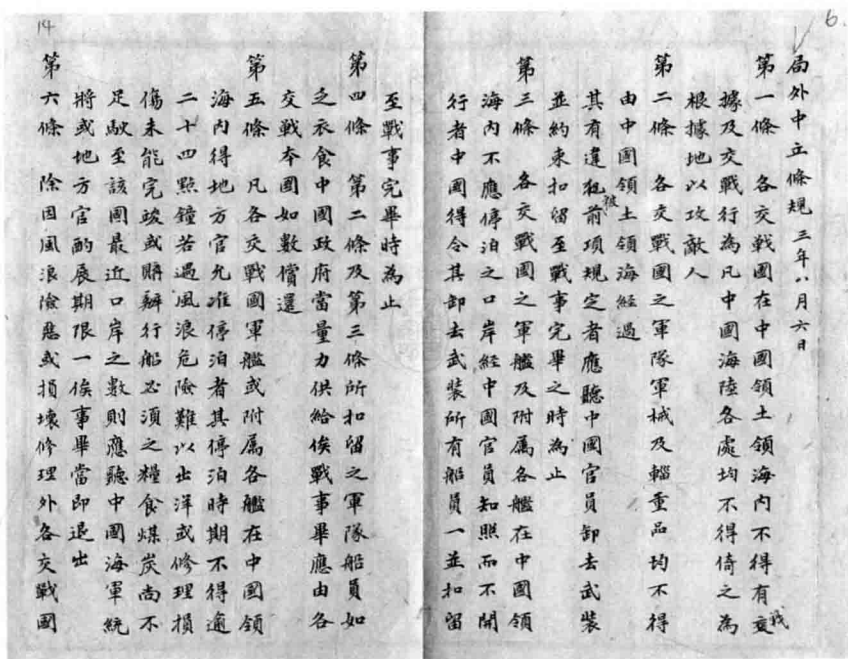 6.
局外中立條規 三年八月六日
第一條 各交戰國在中國領土領海內不得有
據及交戰行為凡中國海陸各處均不得倚之為
根據地以攻敵人
第二條 各交戰國之軍隊軍械及輜重品均不得
由中國領土領海經過
其有違犯前項規定者應聽中國官員卸去武裝
並約束扣留至戰事完畢之時為止
第三條 各交戰國之軍艦及附屬各艦在中國領
海內不應停泊之口岸經中國官員知照而不開
行者中國得令其卸去武裝所有船員一並扣留
14
至戰事完畢時為止
第四條 第二條及第三條所扣留之軍隊船員如
乏衣食中國政府當量力供給俟戰事畢應由各
交戰本國如數償還
第五條 凡各交戰國軍艦或附屬各艦在中國領
海內得地方官允准停泊者其停泊時期不得逾
二十四點鐘若遇風浪危險難以出洋或修理損
傷未能完竣或購辦行船必須之糧食煤炭尚不
足駛至該國最近口岸之數則應聽中國海軍統
將或地方官酌展期限一俟事畢當即退出
第六條 除因風浪險惡或損壞修理外各交戰國